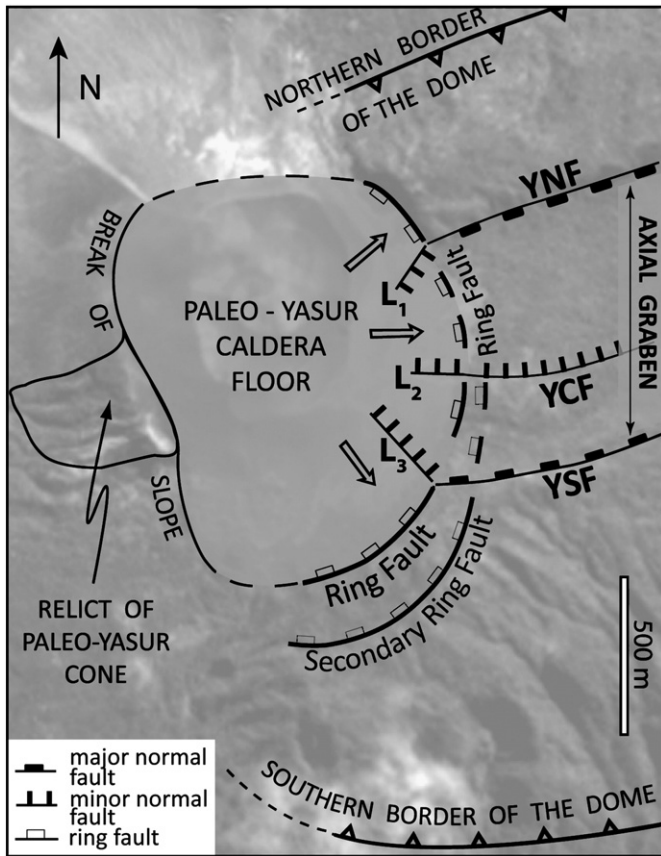 N
NORTHERN BORDER
OF THE DOME
YNF
BREAK OF
SLOPE
L1
Ring Fault
AXIAL GRABEN
PALEO - YASUR
CALDERA
FLOOR
L2
YCF
L3
YSF
RELICT OF
PALEO-YASUR
CONE
Ring Fault
Secondary Ring Fault
500 m
major normal
fault
minor normal
fault
ring fault
SOUTHERN BORDER OF THE DOME